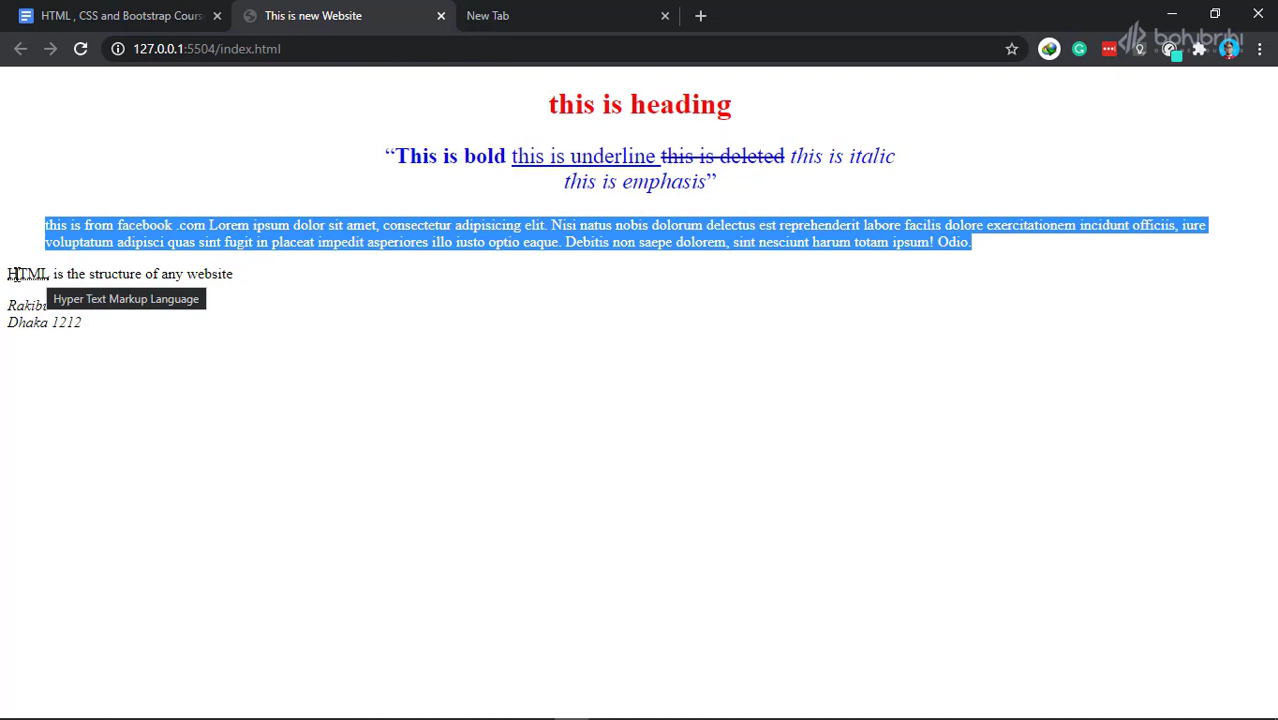 HTML , CSS and Bootstrap Cours
This is new Website
New Tab
127.0.0.1:5504/index.html
bohubrihi
this is heading
“This is bold this is underline this is deleted this is italic
this is emphasis”
this is from facebook .com Lorem ipsum dolor sit amet, consectetur adipisicing elit. Nisi natus nobis dolorum delectus est reprehenderit labore facilis dolore exercitationem incidunt officiis, iure
voluptatum adipisci quas sint fugit in placeat impedit asperiores illo iusto optio eaque. Debitis non saepe dolorem, sint nesciunt harum totam ipsum! Odio.
HTML is the structure of any website
Hyper Text Markup Language
Dhaka 1212